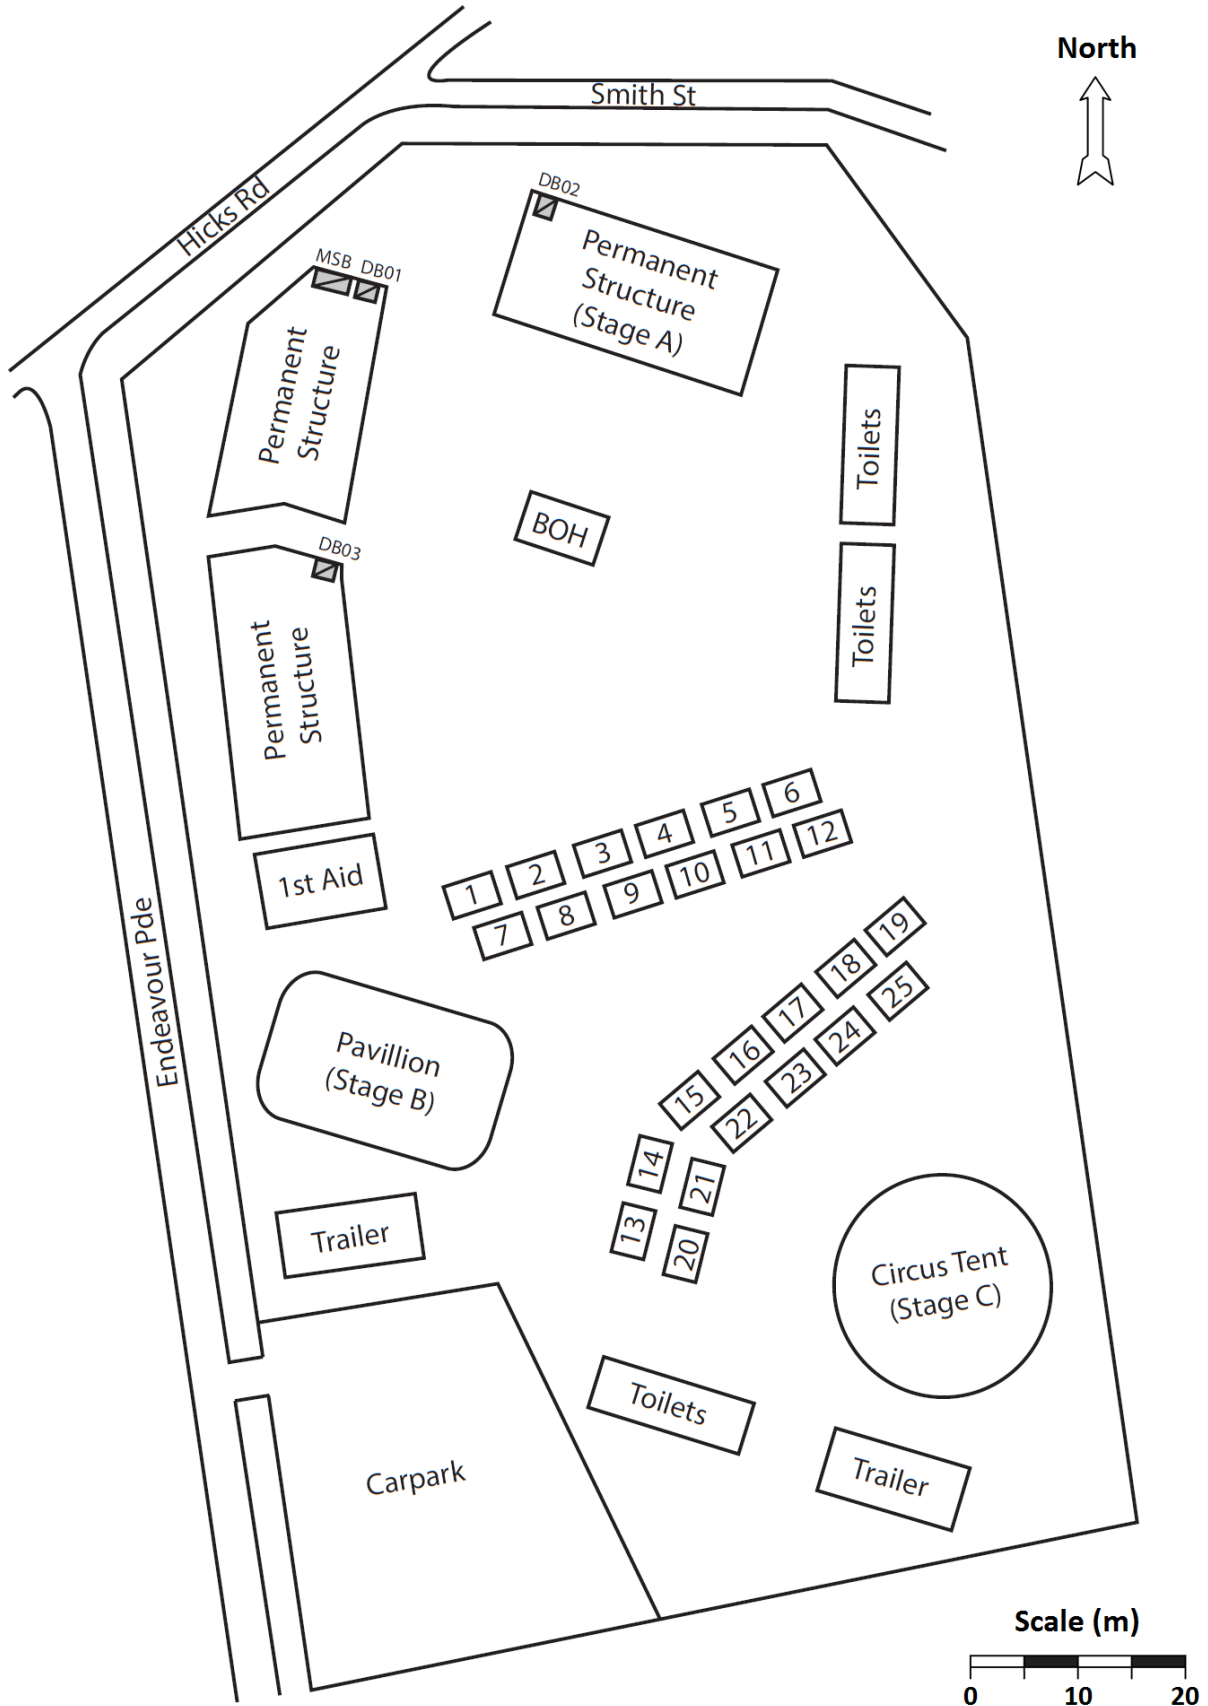 North
Smith St
Hicks Rd
DB02
Permanent
Structure
(Stage A)
MSB
DB01
Permanent
Structure
Toilets
BOH
DB03
Toilets
Permanent
Structure
1
2
3
4
5
6
7
8
9
10
11
12
1st Aid
Endeavour Pde
13
14
15
16
17
18
19
20
21
22
23
24
25
Pavillion
(Stage B)
Trailer
Circus Tent
(Stage C)
Toilets
Trailer
Carpark
Scale (m)
0 10 20